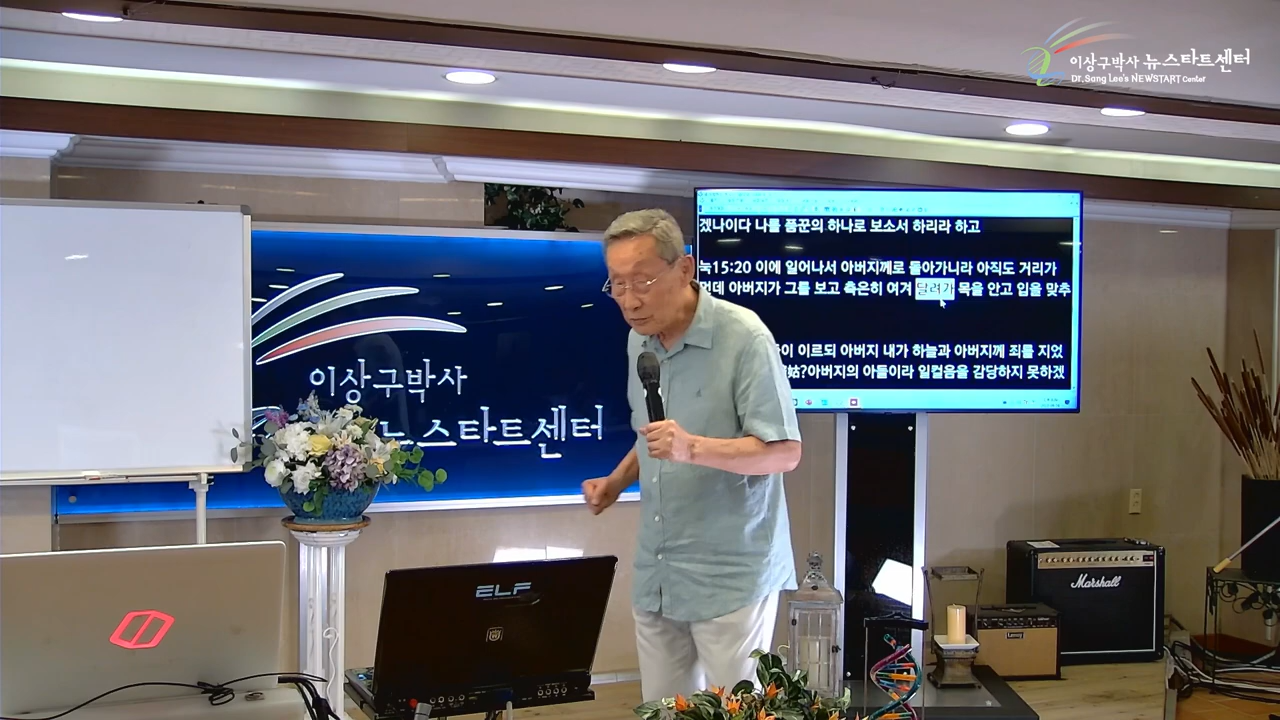 이상구박사 뉴스타트센터
Dr. Sang Lee's NEWSTART Center
겠나이다 나를 품꾼의 하나로 보소서 하리라 하고
눅15:20 이에 일어나서 아버지께로 돌아가니라 아직도 거리가
먼데 아버지가 그를 보고 측은히 여겨 달려가 목을 안고 입을 맞추
이 이르되 아버지 내가 하늘과 아버지께 죄를 지었
아버지의 아들이라 일컬음을 감당하지 못하겠
이상구박사
뉴스타트센터
ELF
Marshall
Laney